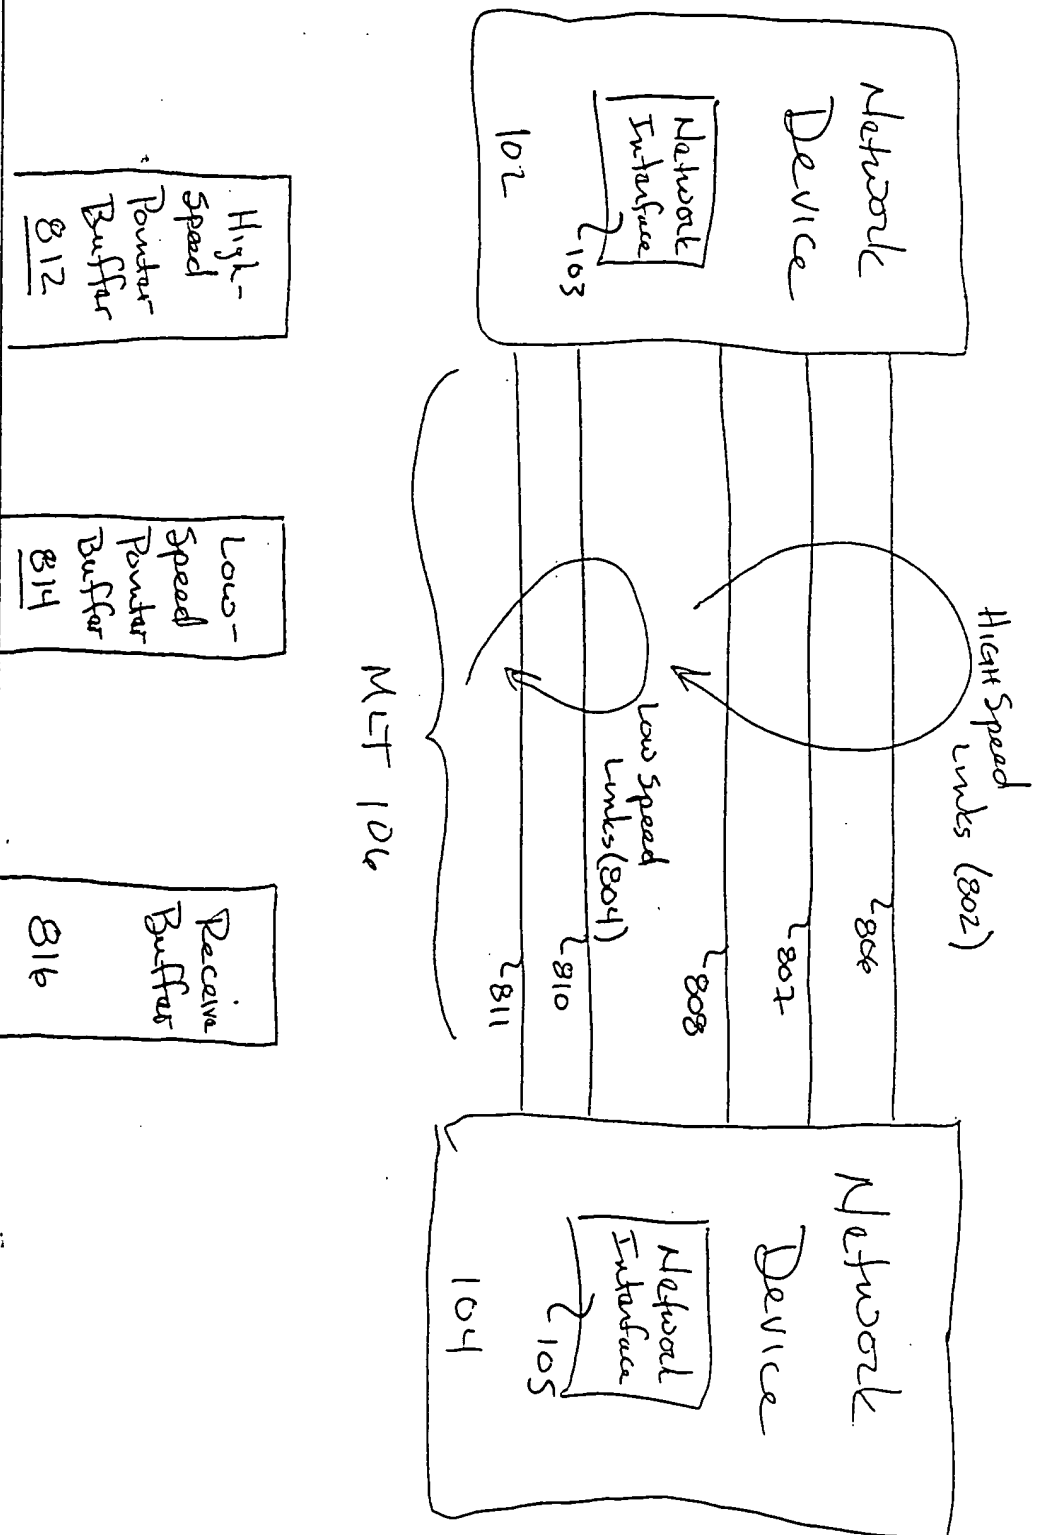 HIGH Speed
Links (802)
Network
Device
Network
Interface
103
102
806
807
808
Low Speed
Links (804)
810
811
Network
Device
Network
Interface
105
104
MLT 106
High-
Speed
Pointer
Buffer
812
Low-
Speed
Pointer
Buffer
814
Receive
Buffer
816